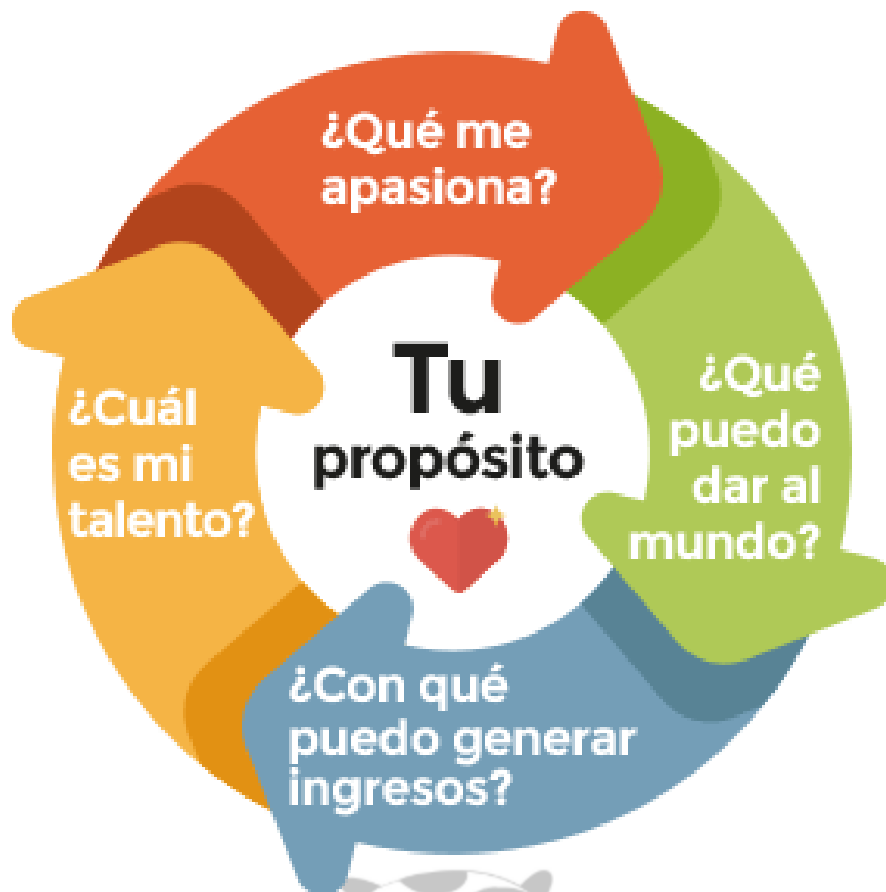 ¿Qué me
apasiona?
¿Qué
puedo
dar al
mundo?
¿Con qué
puedo generar
ingresos?
¿Cuál
es mi
talento?
Tu
propósito